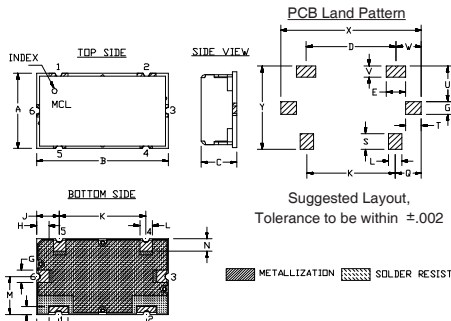 PCB Land Pattern
X
D
W
TOP SIDE
SIDE VIEW
INDEX
1
2
MCL
A
6
3
5
4
B
C
V
E
U
G
T
Y
S
L
K
Q
Suggested Layout,
Tolerance to be within ±.002
BOTTOM SIDE
J
K
H
L
5
4
N
G
6
3
M
METALLIZATION
SOLDER RESIST